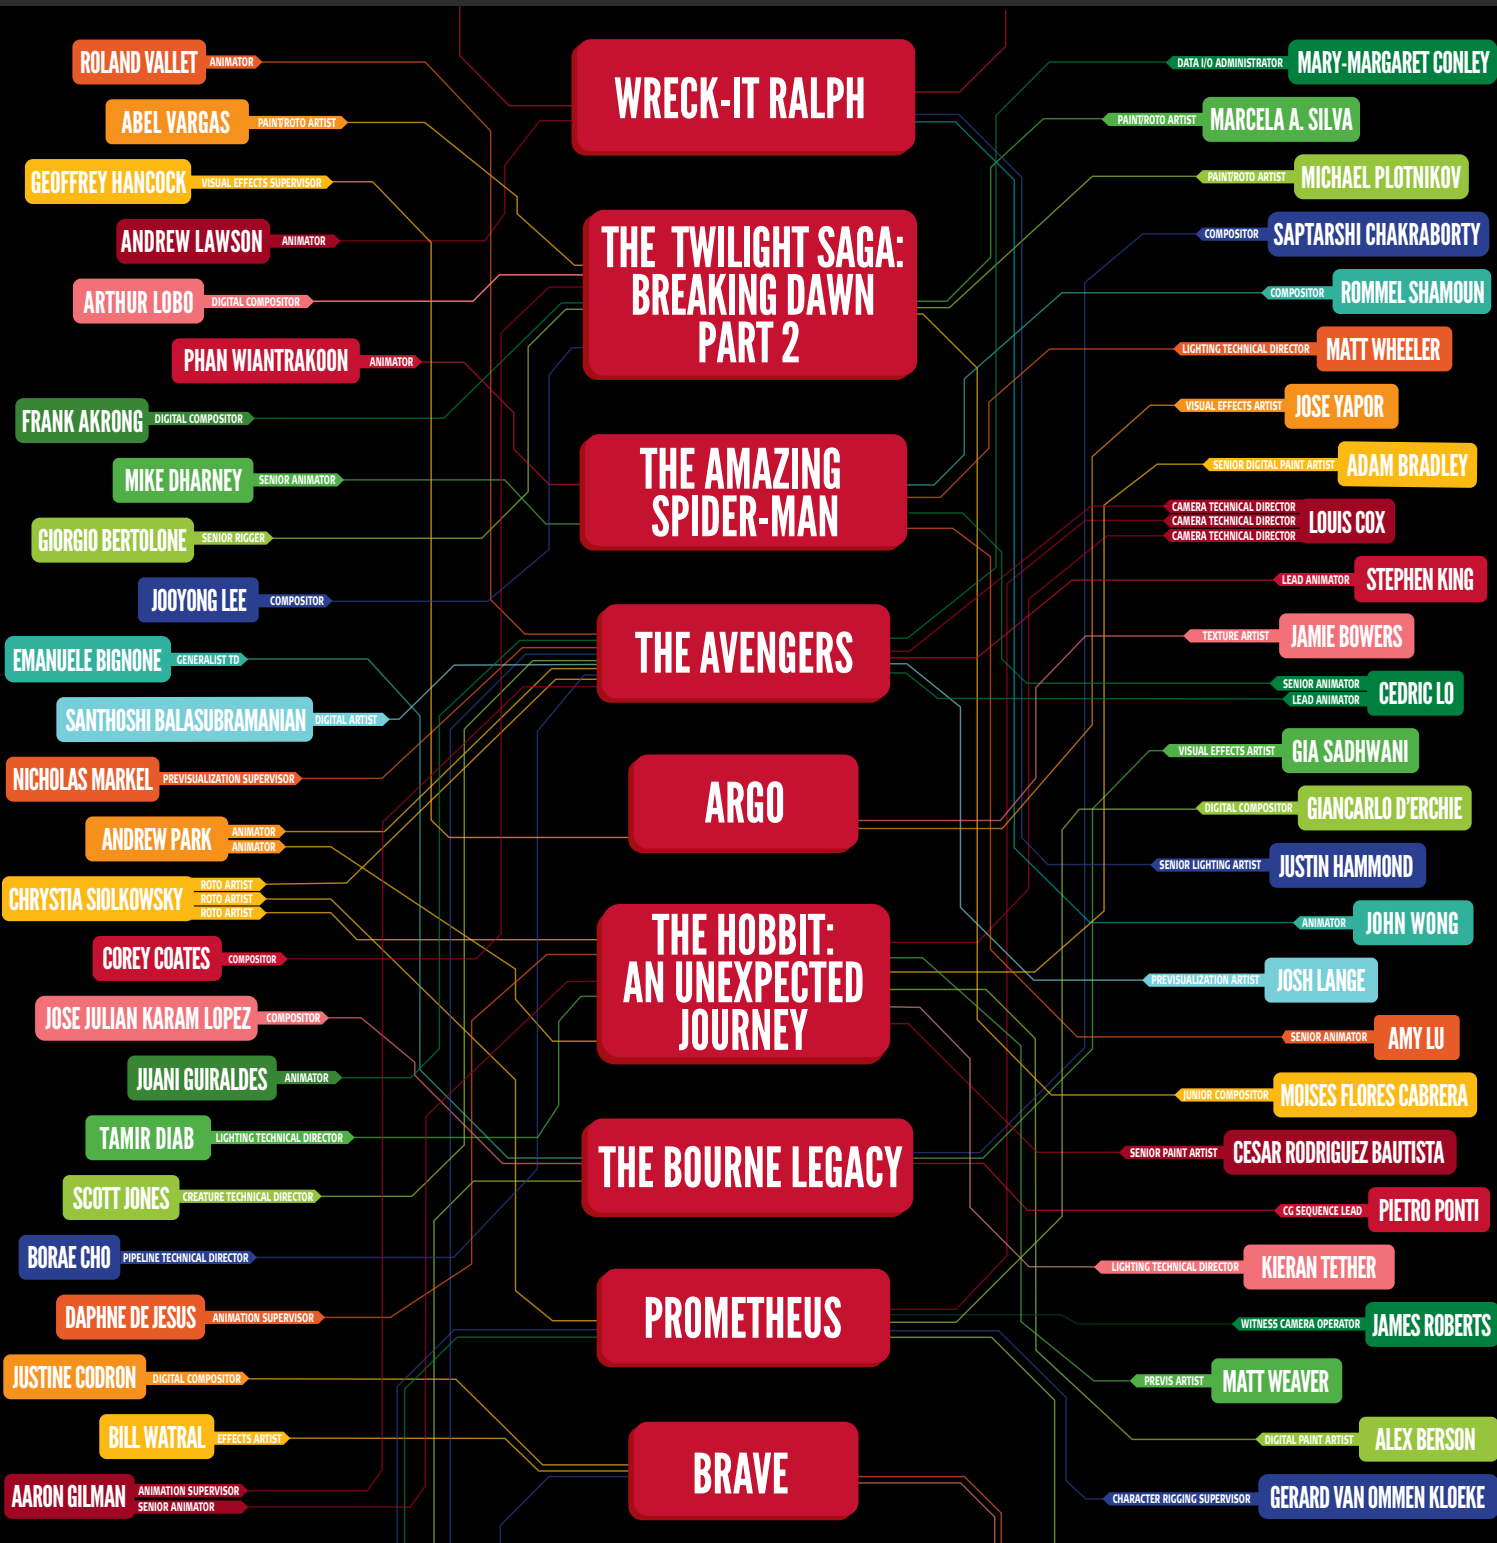 ROLAND VALLET
ANIMATOR
ABEL VARGAS
PAINT/ROTO ARTIST
GEOFFREY HANCOCK
VISUAL EFFECTS SUPERVISOR
ANDREW LAWSON
ANIMATOR
ARTHUR LOBO
DIGITAL COMPOSITOR
PHAN WIANTRAKOON
ANIMATOR
FRANK AKRONG
DIGITAL COMPOSITOR
MIKE DHARNEY
SENIOR ANIMATOR
GIORGIO BERTOLONE
SENIOR RIGGER
JOOYONG LEE
COMPOSITOR
EMANUELE BIGNONE
GENERALIST TD
SANTHOSHI BALASUBRAMANIAN
DIGITAL ARTIST
NICHOLAS MARKEL
PREVISUALIZATION SUPERVISOR
ANDREW PARK
ANIMATOR
ANIMATOR
CHRYSTIA SIOLKOWSKY
ROTO ARTIST
ROTO ARTIST
ROTO ARTIST
COREY COATES
COMPOSITOR
JOSE JULIAN KARAM LOPEZ
COMPOSITOR
JUANI GUIRALDES
ANIMATOR
TAMIR DIAB
LIGHTING TECHNICAL DIRECTOR
SCOTT JONES
CREATURE TECHNICAL DIRECTOR
BORAE CHO
PIPELINE TECHNICAL DIRECTOR
DAPHNE DE JESUS
ANIMATION SUPERVISOR
JUSTINE CODRON
DIGITAL COMPOSITOR
BILL WATRAL
EFFECTS ARTIST
AARON GILMAN
ANIMATION SUPERVISOR
SENIOR ANIMATOR
WRECK-IT RALPH
THE TWILIGHT SAGA:
BREAKING DAWN
PART 2
THE AMAZING
SPIDER-MAN
THE AVENGERS
ARGO
THE HOBBIT:
AN UNEXPECTED
JOURNEY
THE BOURNE LEGACY
PROMETHEUS
BRAVE
DATA I/O ADMINISTRATOR
MARY-MARGARET CONLEY
PAINT/ROTO ARTIST
MARCELA A. SILVA
PAINT/ROTO ARTIST
MICHAEL PLOTNIKOV
COMPOSITOR
SAPTARSHI CHAKRABORTY
COMPOSITOR
ROMMEL SHAMOUN
LIGHTING TECHNICAL DIRECTOR
MATT WHEELER
VISUAL EFFECTS ARTIST
JOSE YAPOR
SENIOR DIGITAL PAINT ARTIST
ADAM BRADLEY
CAMERA TECHNICAL DIRECTOR
CAMERA TECHNICAL DIRECTOR
CAMERA TECHNICAL DIRECTOR
LOUIS COX
LEAD ANIMATOR
STEPHEN KING
TEXTURE ARTIST
JAMIE BOWERS
SENIOR ANIMATOR
LEAD ANIMATOR
CEDRIC LO
VISUAL EFFECTS ARTIST
GIA SADHWANI
DIGITAL COMPOSITOR
GIANCARLO D'ERCHIE
SENIOR LIGHTING ARTIST
JUSTIN HAMMOND
ANIMATOR
JOHN WONG
PREVISUALIZATION ARTIST
JOSH LANGE
SENIOR ANIMATOR
AMY LU
JUNIOR COMPOSITOR
MOISES FLORES CABRERA
SENIOR PAINT ARTIST
CESAR RODRIGUEZ BAUTISTA
CG SEQUENCE LEAD
PIETRO PONTI
LIGHTING TECHNICAL DIRECTOR
KIERAN TETHER
WITNESS CAMERA OPERATOR
JAMES ROBERTS
PREVIS ARTIST
MATT WEAVER
DIGITAL PAINT ARTIST
ALEX BERSON
CHARACTER RIGGING SUPERVISOR
GERARD VAN OMMEN KLOEKE